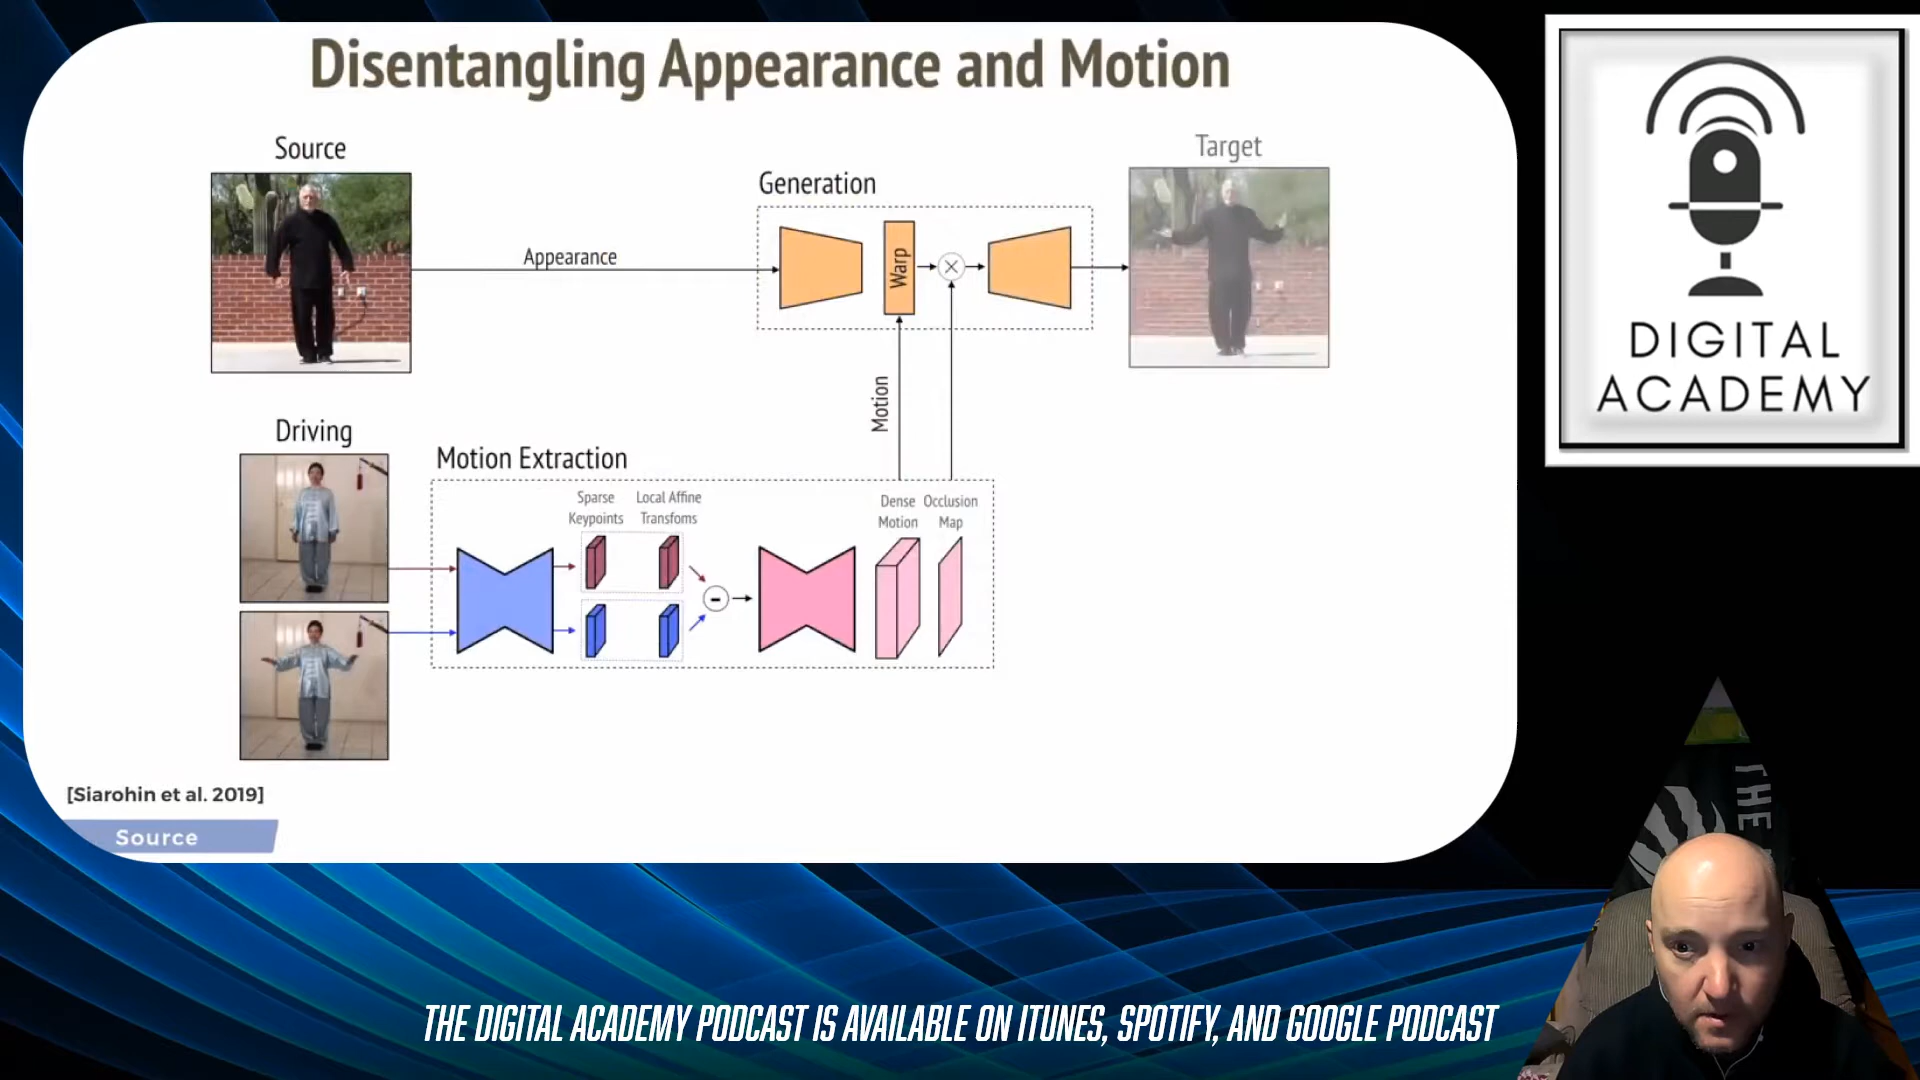 Disentangling Appearance and Motion
Source
Appearance
Generation
Warp
Target
Driving
Motion
Motion Extraction
Sparse
Keypoints
Local Affine
Transfoms
Dense
Motion
Occlusion
Map
[Siarohin et al. 2019]
Source
DIGITAL
ACADEMY
THE
THE DIGITAL ACADEMY PODCAST IS AVAILABLE ON ITUNES, SPOTIFY, AND GOOGLE PODCAST